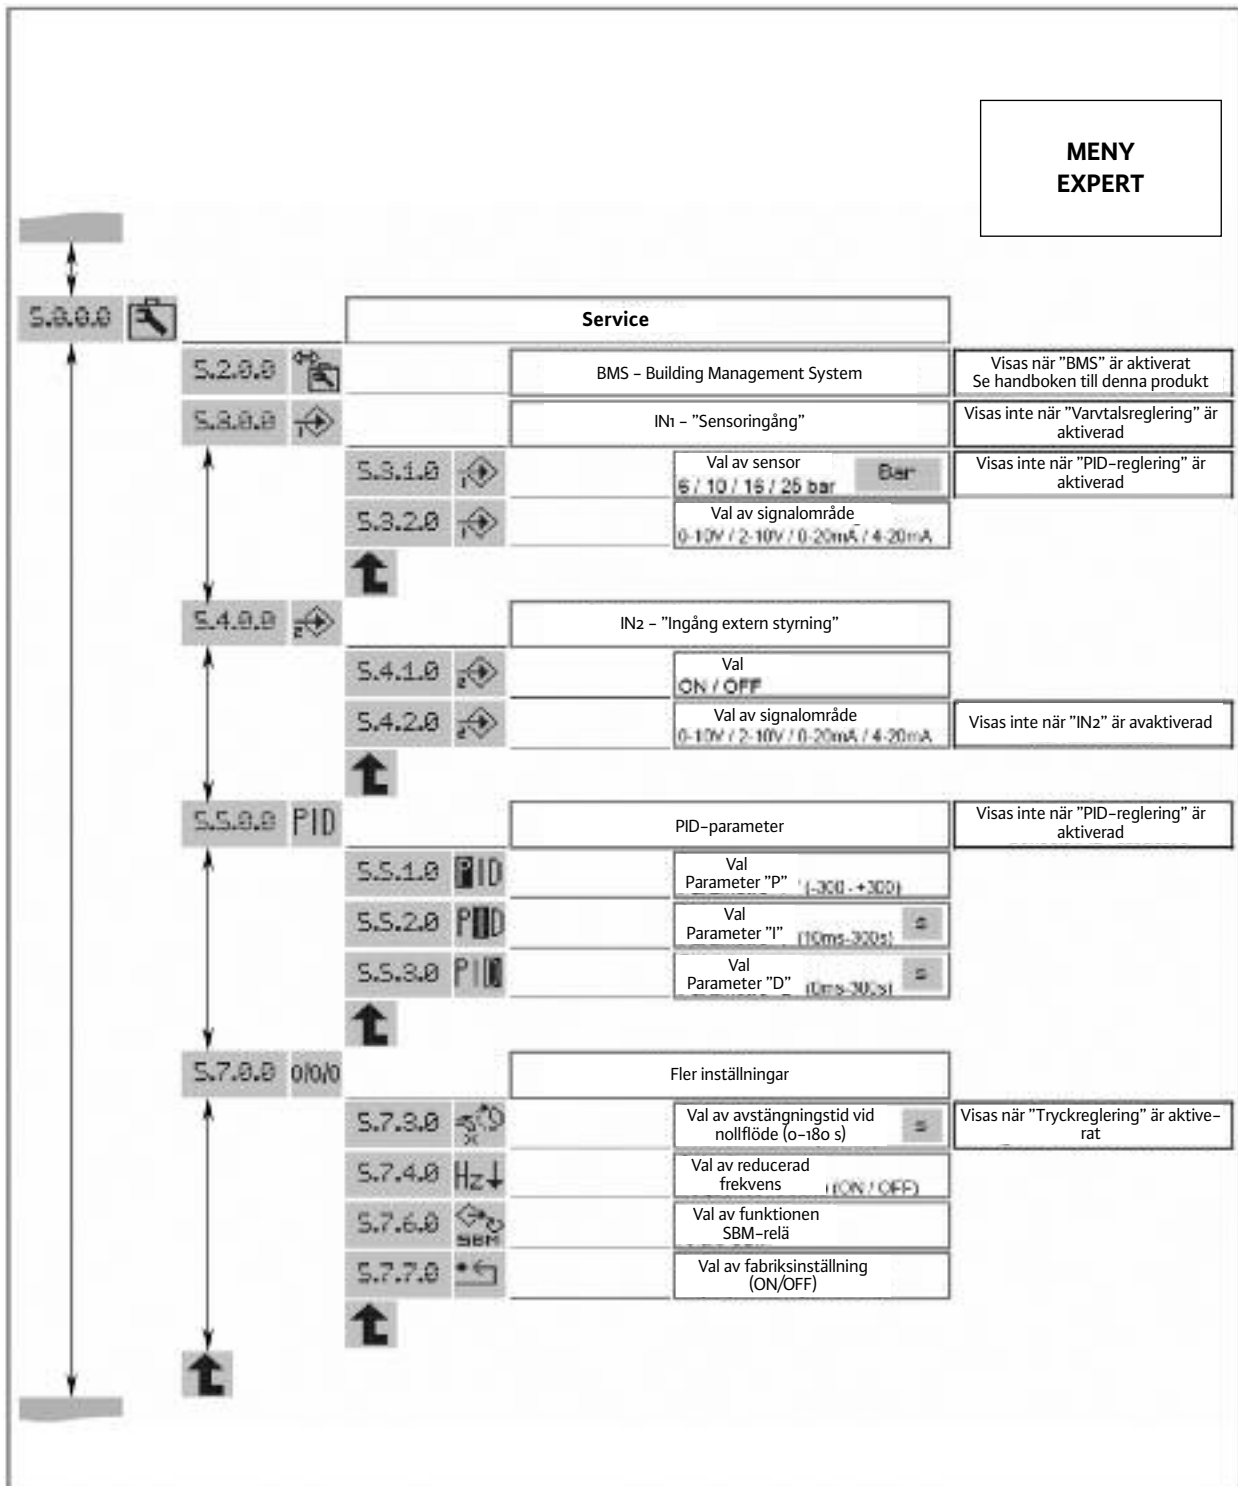 MENY
EXPERT
5.0.0.0
Service
5.2.0.0
BMS – Building Management System
Visas när ”BMS” är aktiverat
Se handboken till denna produkt
5.3.0.0 1
IN1 – ”Sensoringång”
Visas inte när ”Varvtalsreglering” är
aktiverad
5.3.1.0 1
Val av sensor
6 / 10 / 16 / 25 bar
Bar
Visas inte när ”PID–reglering” är
aktiverad
5.3.2.0 1
Val av signalområde
0-10V / 2-10V / 0-20mA / 4-20mA
5.4.0.0 2
IN2 – ”Ingång extern styrning”
5.4.1.0 2
Val
ON / OFF
5.4.2.0 2
Val av signalområde
0-10V / 2-10V / 0-20mA / 4-20mA
Visas inte när ”IN2” är avaktiverad
5.5.0.0 PID
PID–parameter
Visas inte när ”PID–reglering” är
aktiverad
5.5.1.0 PID
Val
Parameter ”P” (-300 - +300)
5.5.2.0 PID
Val
Parameter ”I” (10ms-300s)
s
5.5.3.0 PID
Val
Parameter ”D” (0ms-300s)
s
5.7.0.0 0/0/0
Fler inställningar
5.7.3.0
Val av avstängningstid vid
nollflöde (0–180 s)
s
Visas när ”Tryckreglering” är aktive–
rat
5.7.4.0 Hz
Val av reducerad
frekvens (ON / OFF)
5.7.6.0 SBM
Val av funktionen
SBM–relä
5.7.7.0
Val av fabriksinställning
(ON/OFF)